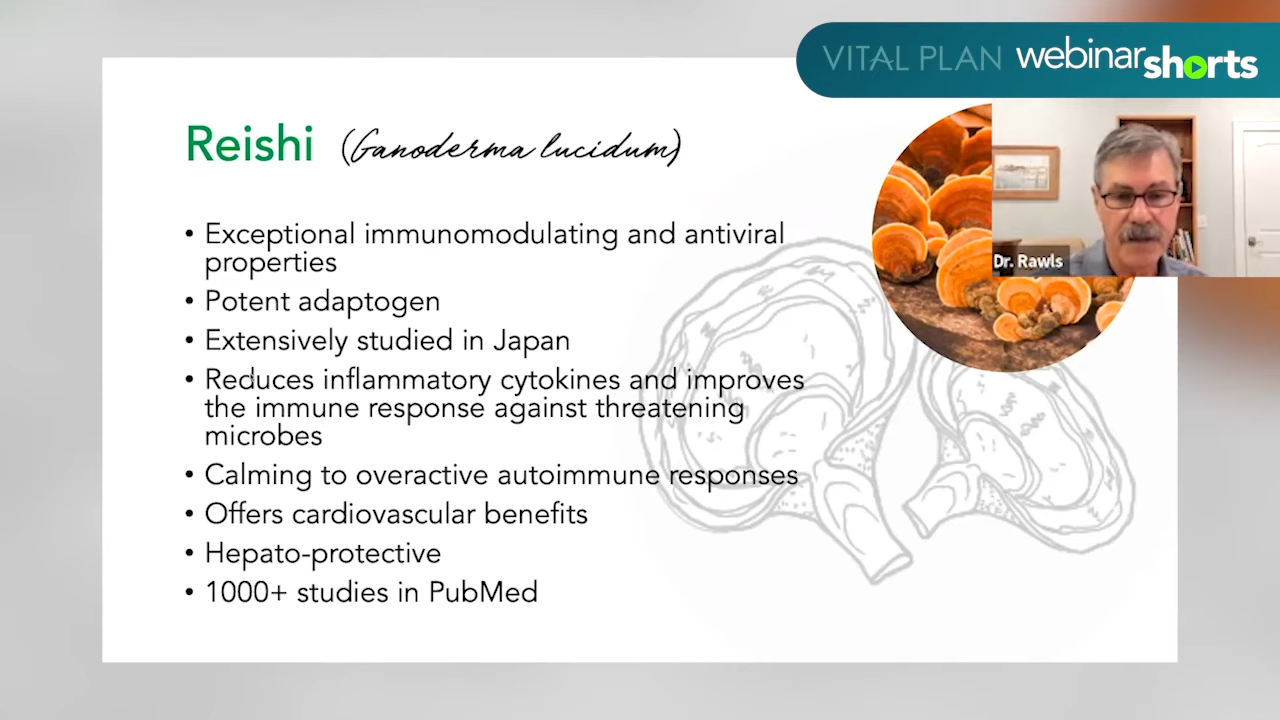 VITAL PLAN webinar shorts
Reishi (Ganoderma lucidum)
Dr. Rawls
• Exceptional immunomodulating and antiviral
properties
• Potent adaptogen
• Extensively studied in Japan
• Reduces inflammatory cytokines and improves
the immune response against threatening
microbes
• Calming to overactive autoimmune responses
• Offers cardiovascular benefits
• Hepato-protective
• 1000+ studies in PubMed